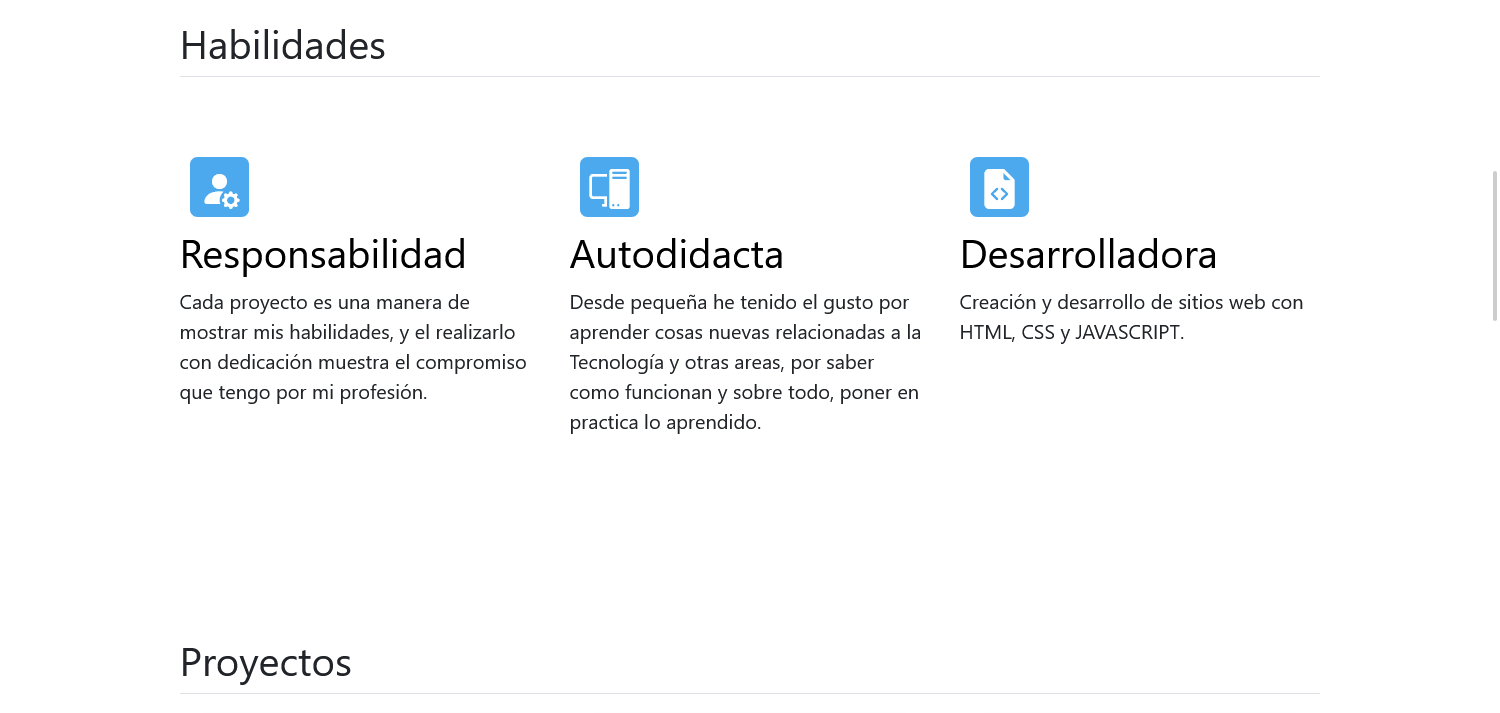 Habilidades
Responsabilidad
Cada proyecto es una manera de
mostrar mis habilidades, y el realizarlo
con dedicación muestra el compromiso
que tengo por mi profesión.
Autodidacta
Desde pequeña he tenido el gusto por
aprender cosas nuevas relacionadas a la
Tecnología y otras areas, por saber
como funcionan y sobre todo, poner en
practica lo aprendido.
Desarrolladora
Creación y desarrollo de sitios web con
HTML, CSS y JAVASCRIPT.
Proyectos